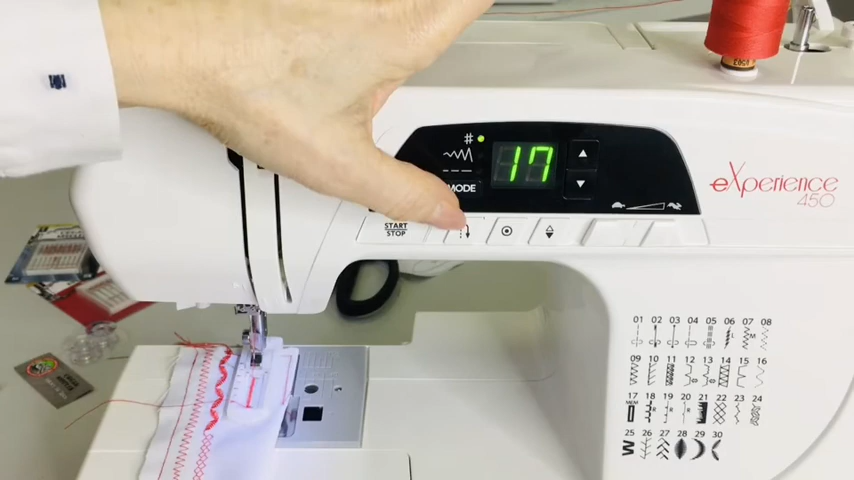 #
17
MODE
START
STOP
eXperience
450
01 02 03 04 05 06 07 08
L M
09 10 11 12 13 14 15 16
17 18 19 20 21 22 23 24
MEM R R R
25 26 27 28 29 30